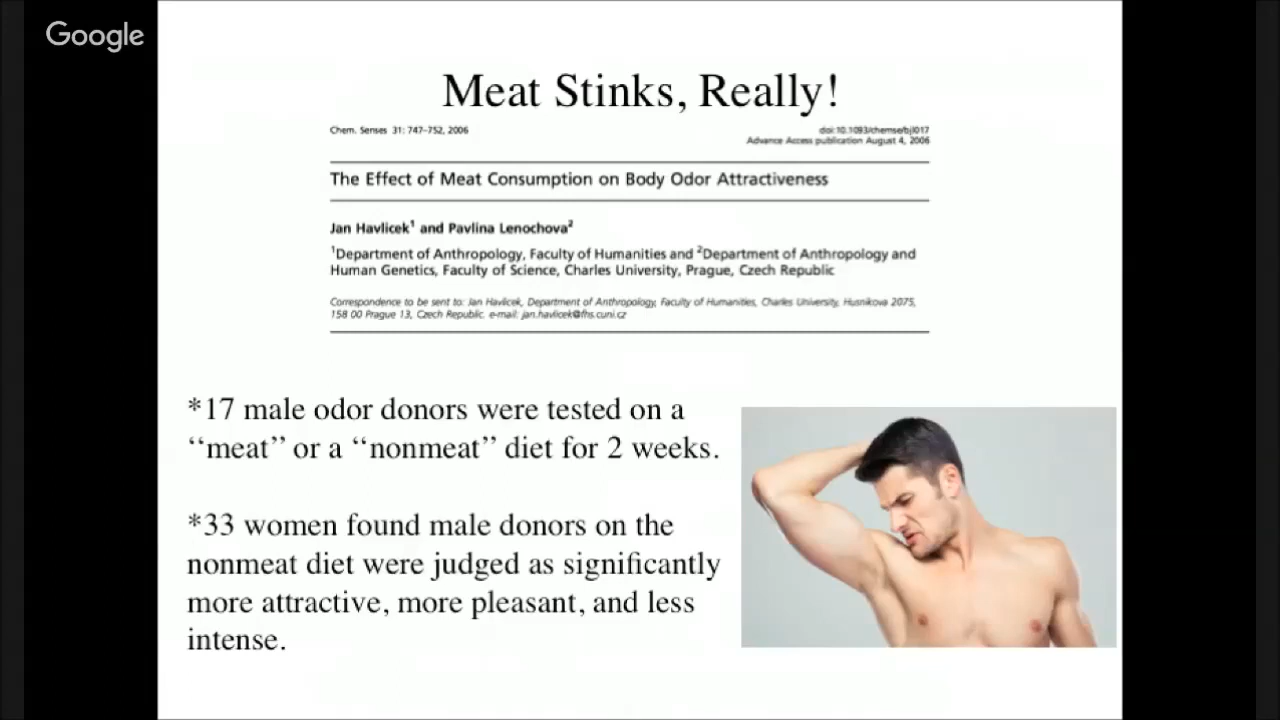 Google
Meat Stinks, Really!
Chem. Senses 31: 747–752, 2006
doi:10.1093/chemse/bjl017
Advance Access publication August 4, 2006
The Effect of Meat Consumption on Body Odor Attractiveness
Jan Havlicek¹ and Pavlina Lenochova²
¹Department of Anthropology, Faculty of Humanities and ²Department of Anthropology and
Human Genetics, Faculty of Science, Charles University, Prague, Czech Republic
Correspondence to be sent to: Jan Havlicek, Department of Anthropology, Faculty of Humanities, Charles University, Husnikova 2075,
158 00 Prague 13, Czech Republic. e-mail: jan.havlicek@fhs.cuni.cz
*17 male odor donors were tested on a
‘‘meat’’ or a ‘‘nonmeat’’ diet for 2 weeks.
*33 women found male donors on the
nonmeat diet were judged as significantly
more attractive, more pleasant, and less
intense.